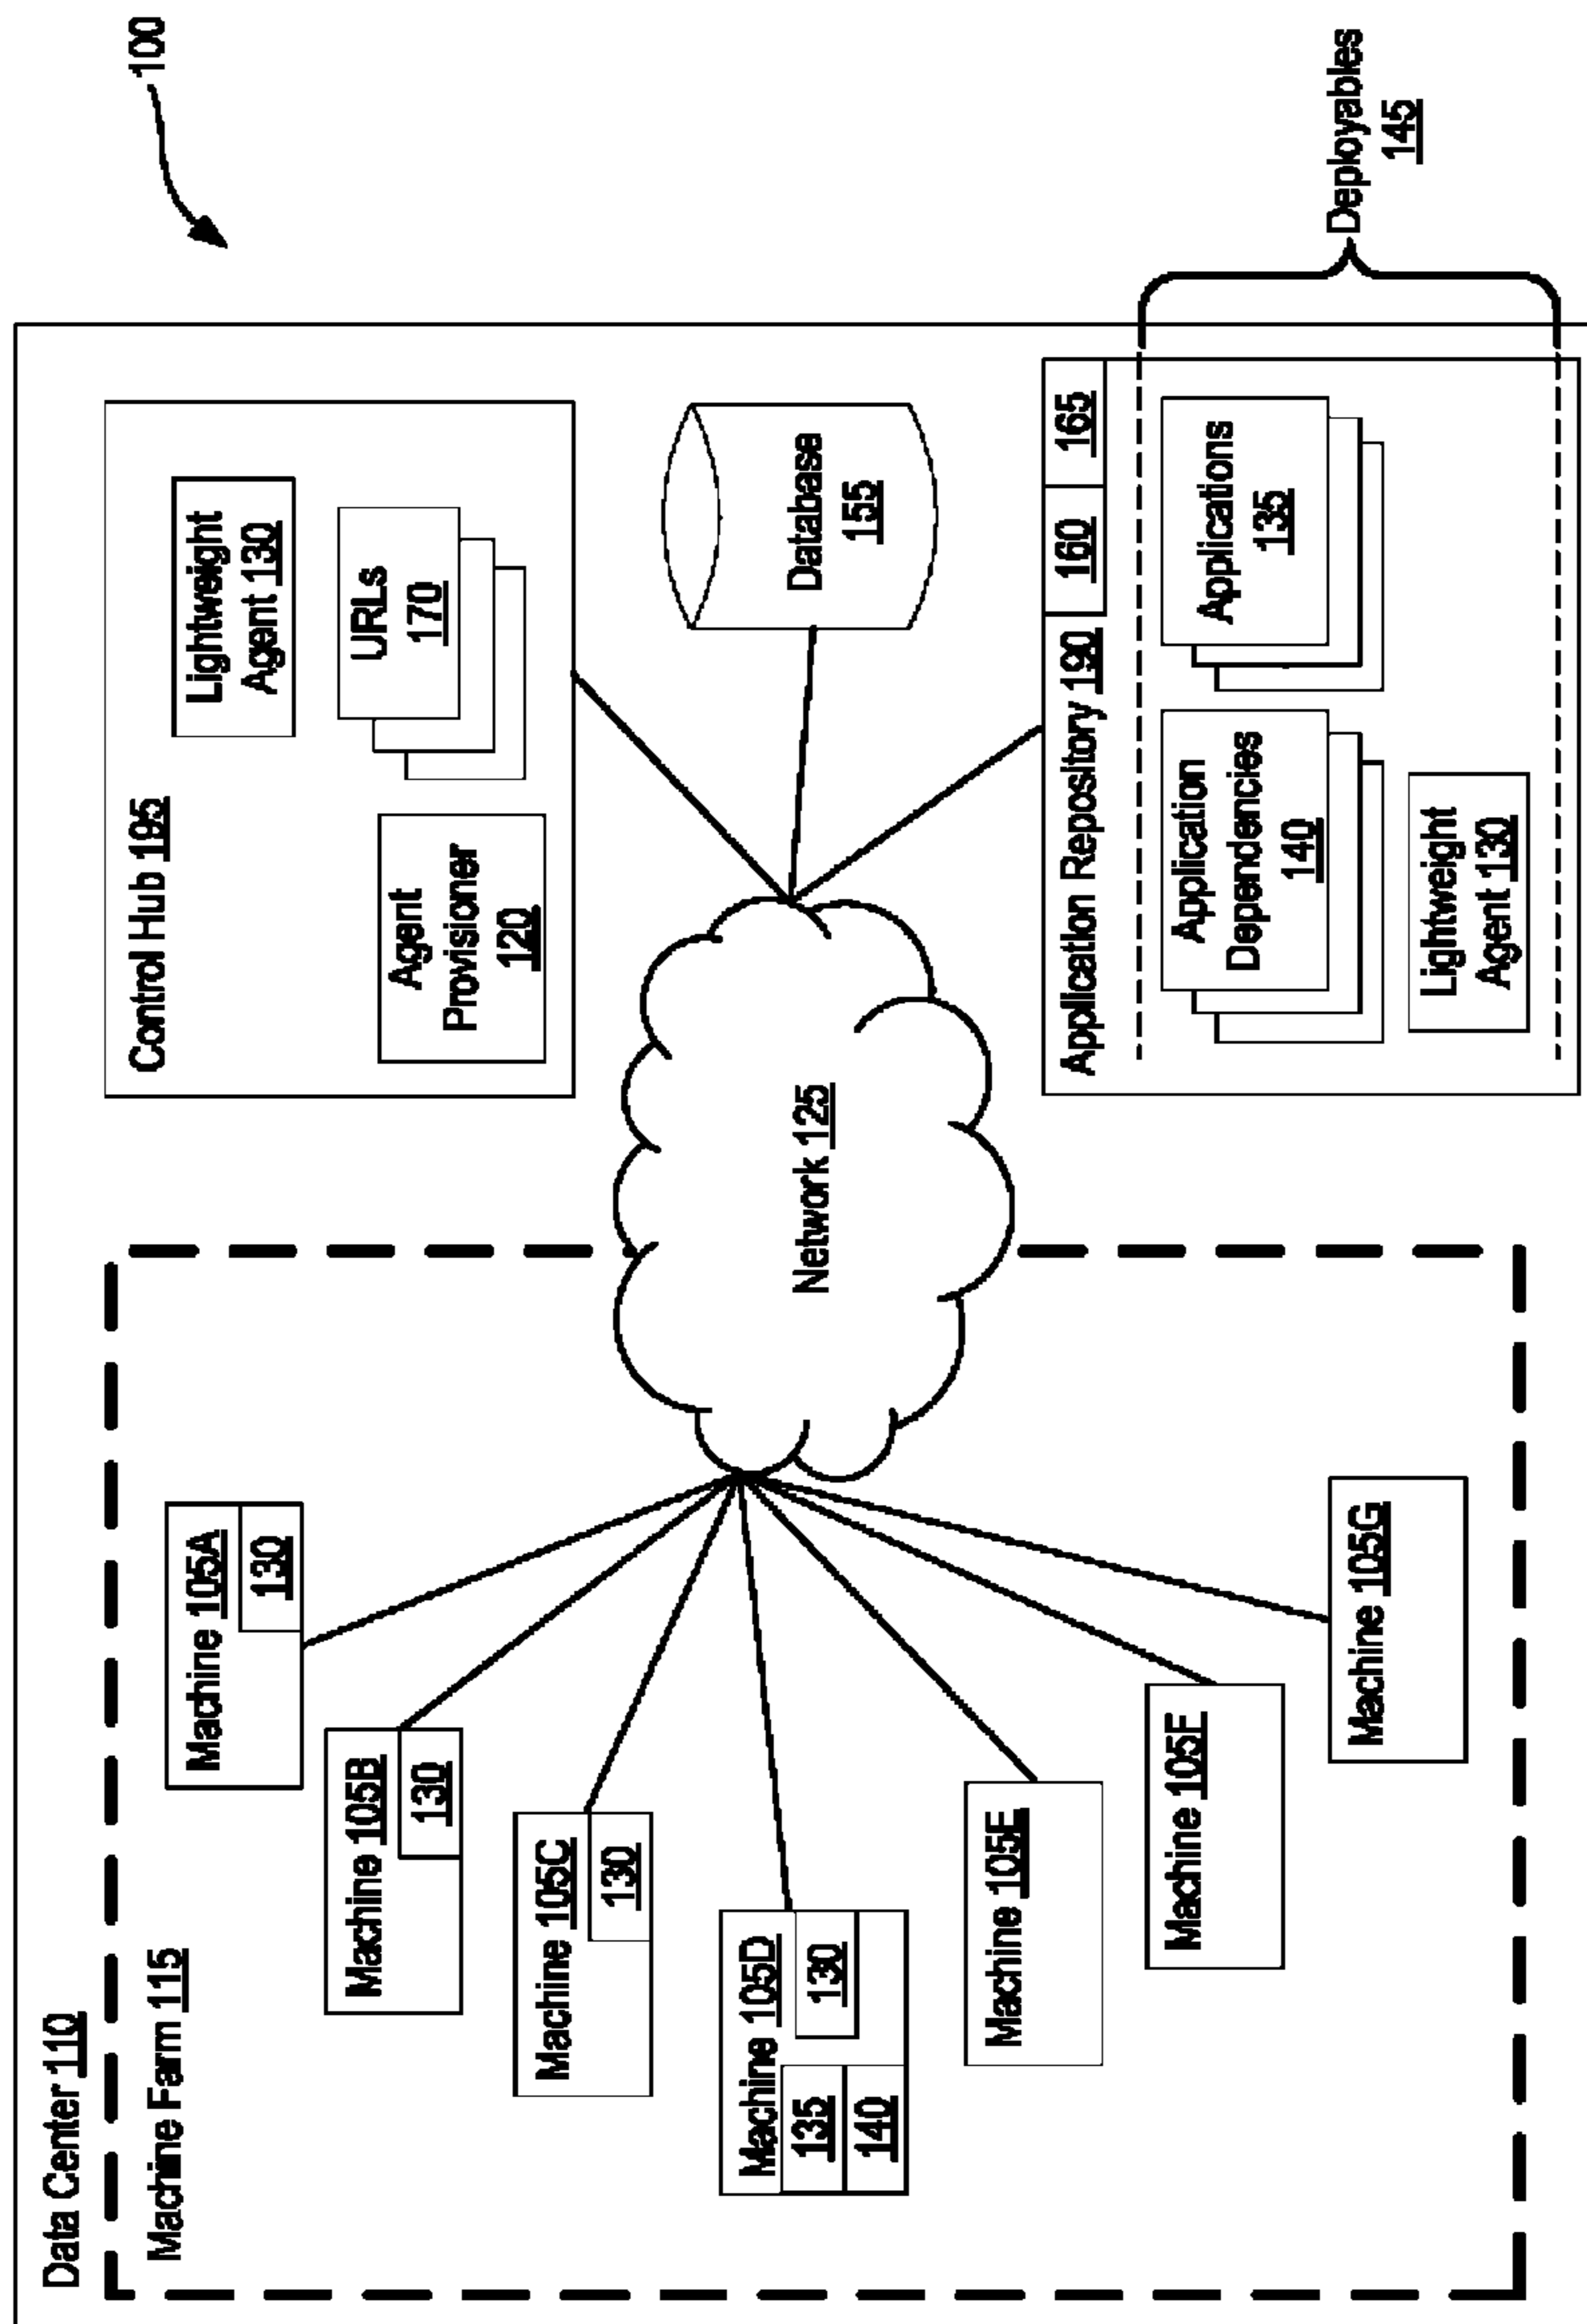 100
Data Center 110
Machine Farm 115
Machine 105A
130
Machine 105B
130
Machine 105C
130
Machine 105D
130
135
140
Machine 105E
Machine 105F
Machine 105G
Network 125
Control Hub 195
Lightweight
Agent 130
URLs
170
Agent
Provisioner
120
Database
155
Application Repository 190
160
165
Application
Dependencies
140
Applications
135
Lightweight
Agent 130
Deployables
145